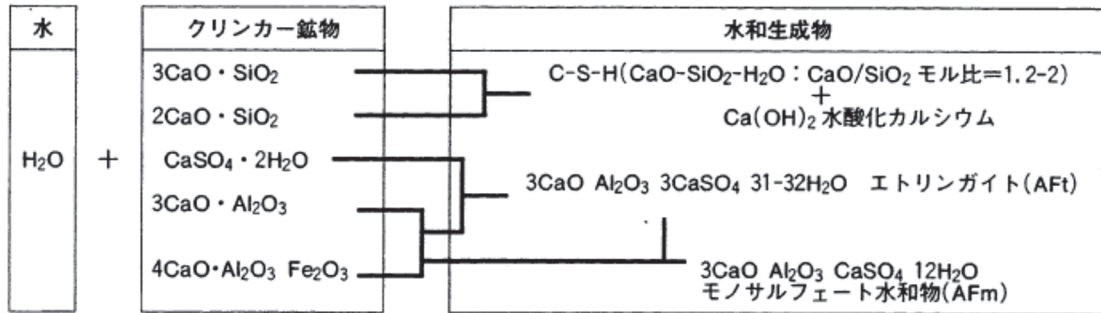 水
クリンカー鉱物
水和生成物
3CaO・SiO₂
C-S-H(CaO-SiO₂-H₂O：CaO/SiO₂ モル比=1.2-2)
+
2CaO・SiO₂
Ca(OH)₂ 水酸化カルシウム
H₂O
+
CaSO₄・2H₂O
3CaO Al₂O₃ 3CaSO₄ 31-32H₂O エトリンガイト(AFt)
3CaO・Al₂O₃
4CaO・Al₂O₃ Fe₂O₃
3CaO Al₂O₃ CaSO₄ 12H₂O
モノサルフェート水和物(AFm)